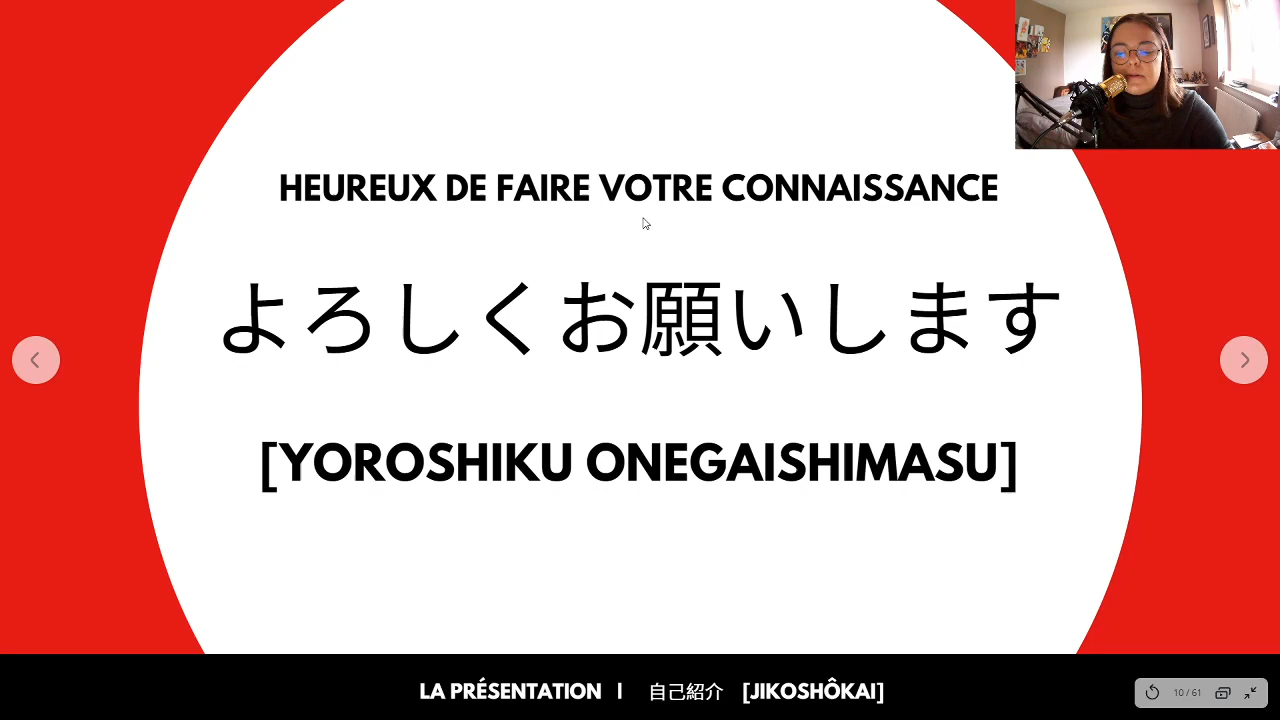 HEUREUX DE FAIRE VOTRE CONNAISSANCE
よろしくお願いします
[YOROSHIKU ONEGAISHIMASU]
LA PRÉSENTATION I 自己紹介 [JIKOSHÔKAI]
10 / 61